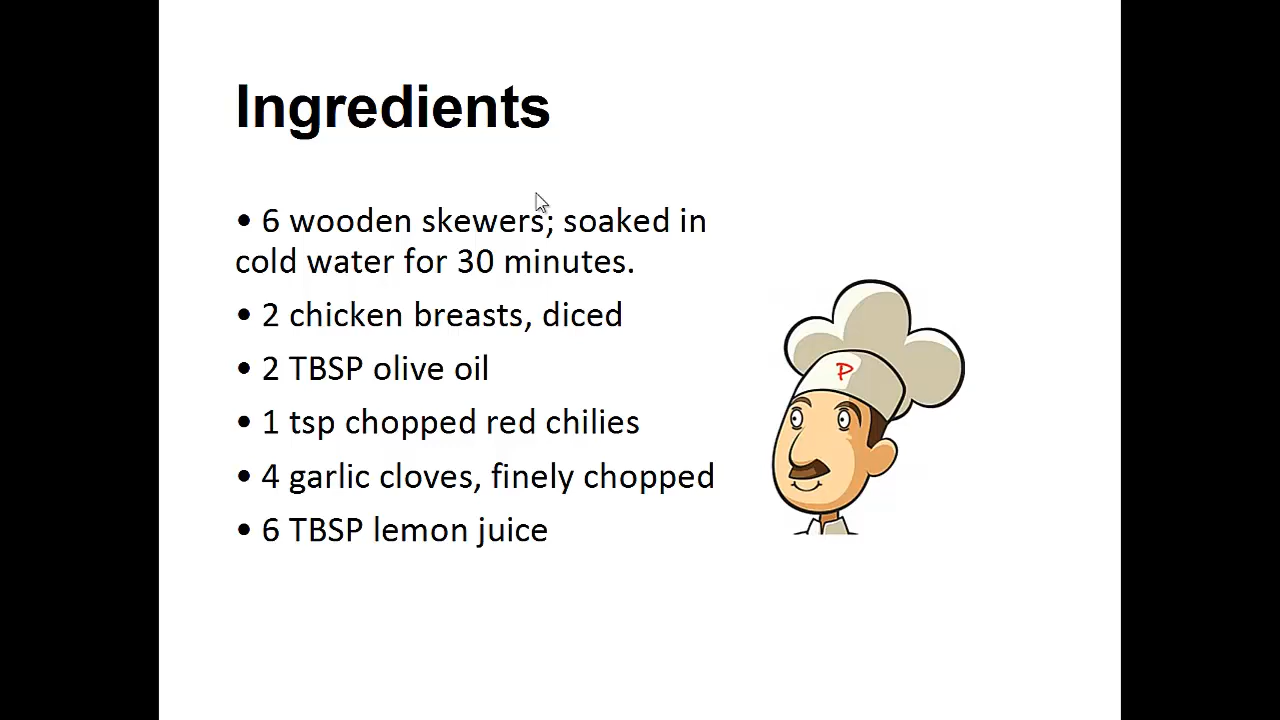 Ingredients
• 6 wooden skewers; soaked in
cold water for 30 minutes.
• 2 chicken breasts, diced
• 2 TBSP olive oil
• 1 tsp chopped red chilies
• 4 garlic cloves, finely chopped
• 6 TBSP lemon juice
P